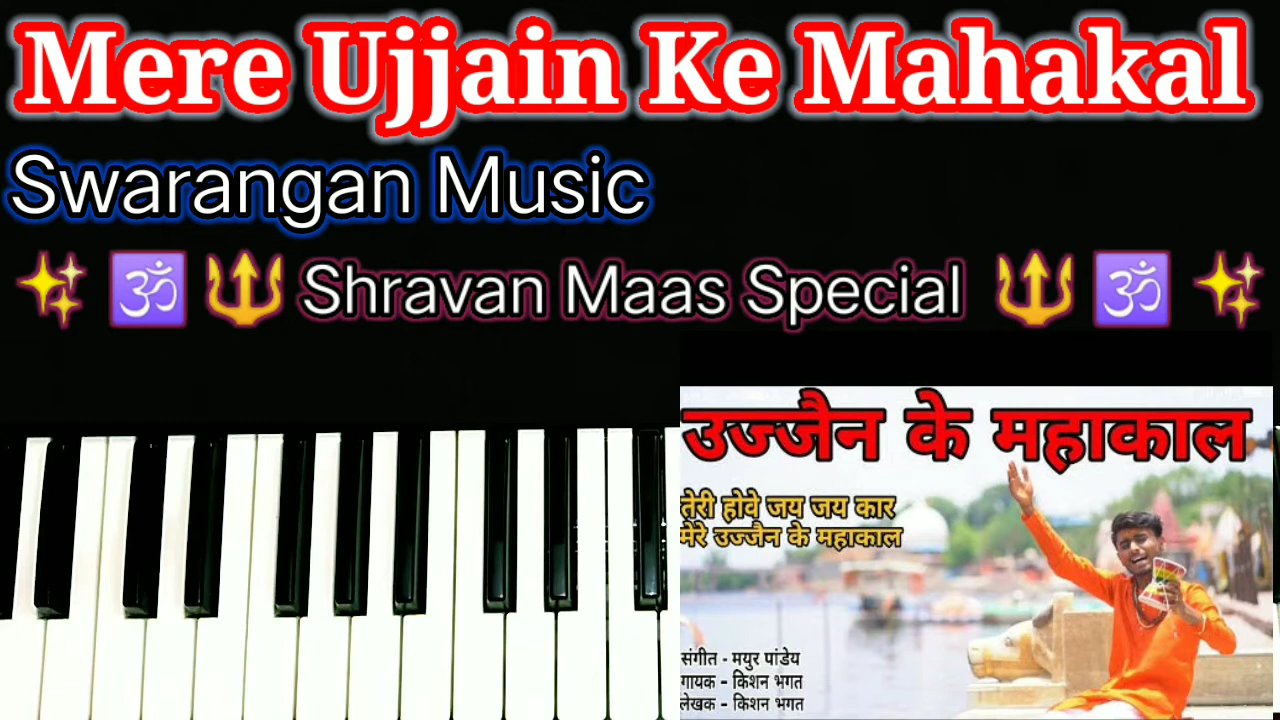 Mere Ujjain Ke Mahakal
Swarangan Music
✨ 🕉 🔱 Shravan Maas Special 🔱 🕉 ✨
उज्जैन के महाकाल
तेरी होवे जय जय कार
मेरे उज्जैन के महाकाल
संगीत - मयुर पांडेय
गायक - किशन भगत
लेखक - किशन भगत